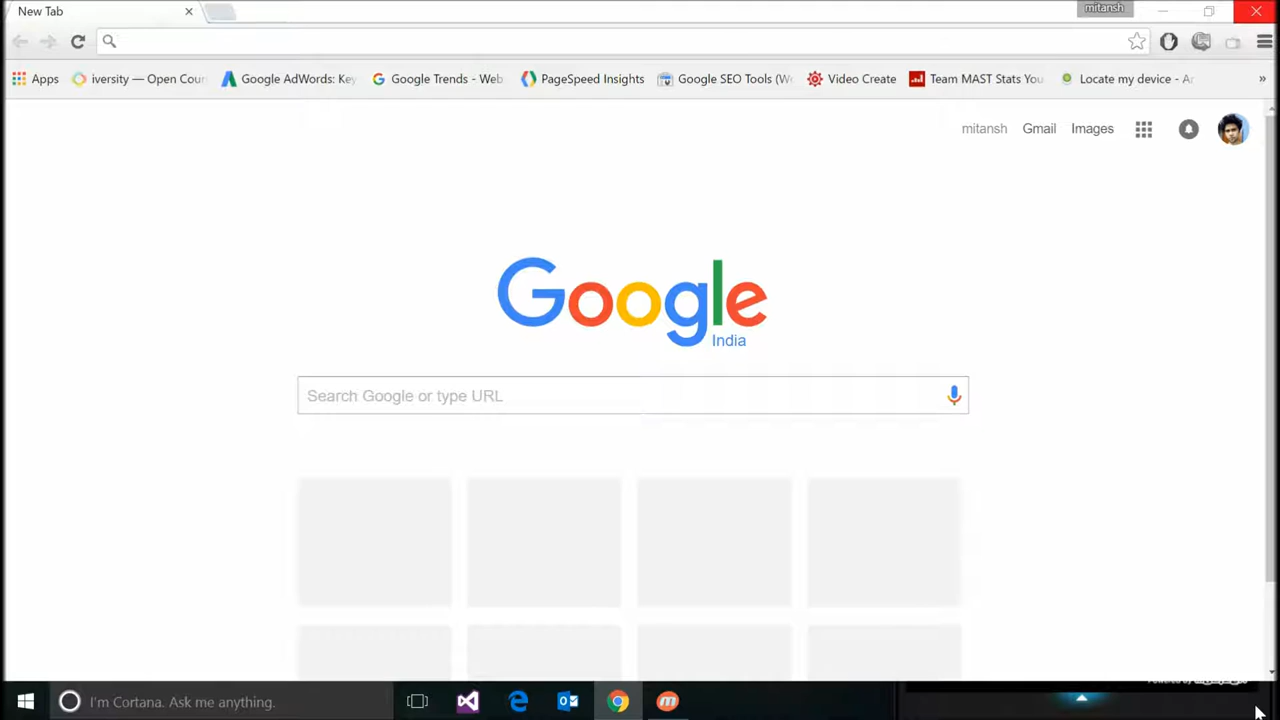 New Tab
mitansh
Apps
iversity — Open Cour
Google AdWords: Key
Google Trends - Web
PageSpeed Insights
Google SEO Tools (We
Video Create
Team MAST Stats You
Locate my device - Ar
»
mitansh
Gmail
Images
Google
India
Search Google or type URL
I'm Cortana. Ask me anything.